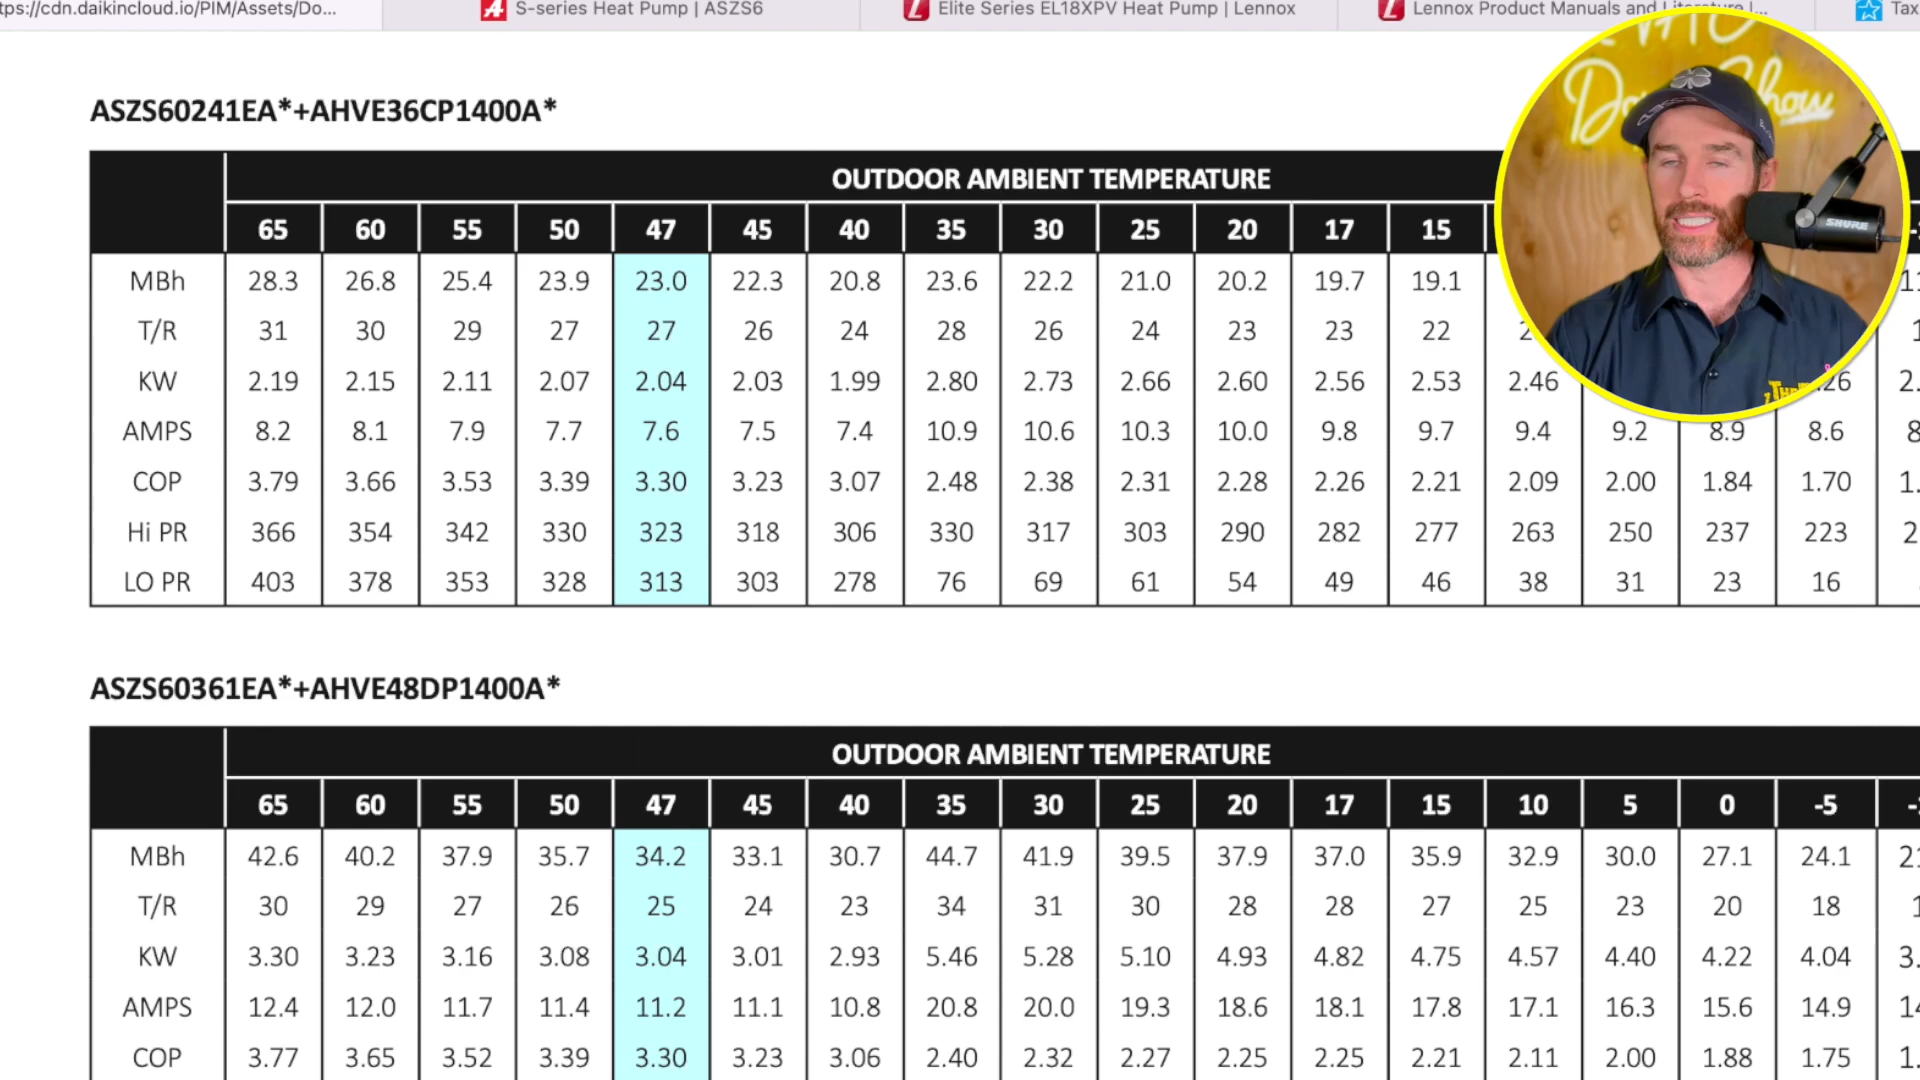 tps://cdn.daikincloud.io/PIM/Assets/Do...
S-series Heat Pump | ASZS6
Elite Series EL18XPV Heat Pump | Lennox
Lennox Product Manuals and Literature |...
Tax
ASZS60241EA*+AHVE36CP1400A*
OUTDOOR AMBIENT TEMPERATURE
65 60 55 50 47 45 40 35 30 25 20 17 15
MBh 28.3 26.8 25.4 23.9 23.0 22.3 20.8 23.6 22.2 21.0 20.2 19.7 19.1
T/R 31 30 29 27 27 26 24 28 26 24 23 23 22
KW 2.19 2.15 2.11 2.07 2.04 2.03 1.99 2.80 2.73 2.66 2.60 2.56 2.53 2.46
AMPS 8.2 8.1 7.9 7.7 7.6 7.5 7.4 10.9 10.6 10.3 10.0 9.8 9.7 9.4 9.2 8.9 8.6
COP 3.79 3.66 3.53 3.39 3.30 3.23 3.07 2.48 2.38 2.31 2.28 2.26 2.21 2.09 2.00 1.84 1.70
Hi PR 366 354 342 330 323 318 306 330 317 303 290 282 277 263 250 237 223
LO PR 403 378 353 328 313 303 278 76 69 61 54 49 46 38 31 23 16
SHURE
ASZS60361EA*+AHVE48DP1400A*
OUTDOOR AMBIENT TEMPERATURE
65 60 55 50 47 45 40 35 30 25 20 17 15 10 5 0 -5
MBh 42.6 40.2 37.9 35.7 34.2 33.1 30.7 44.7 41.9 39.5 37.9 37.0 35.9 32.9 30.0 27.1 24.1
T/R 30 29 27 26 25 24 23 34 31 30 28 28 27 25 23 20 18
KW 3.30 3.23 3.16 3.08 3.04 3.01 2.93 5.46 5.28 5.10 4.93 4.82 4.75 4.57 4.40 4.22 4.04
AMPS 12.4 12.0 11.7 11.4 11.2 11.1 10.8 20.8 20.0 19.3 18.6 18.1 17.8 17.1 16.3 15.6 14.9
COP 3.77 3.65 3.52 3.39 3.30 3.23 3.06 2.40 2.32 2.27 2.25 2.25 2.21 2.11 2.00 1.88 1.75